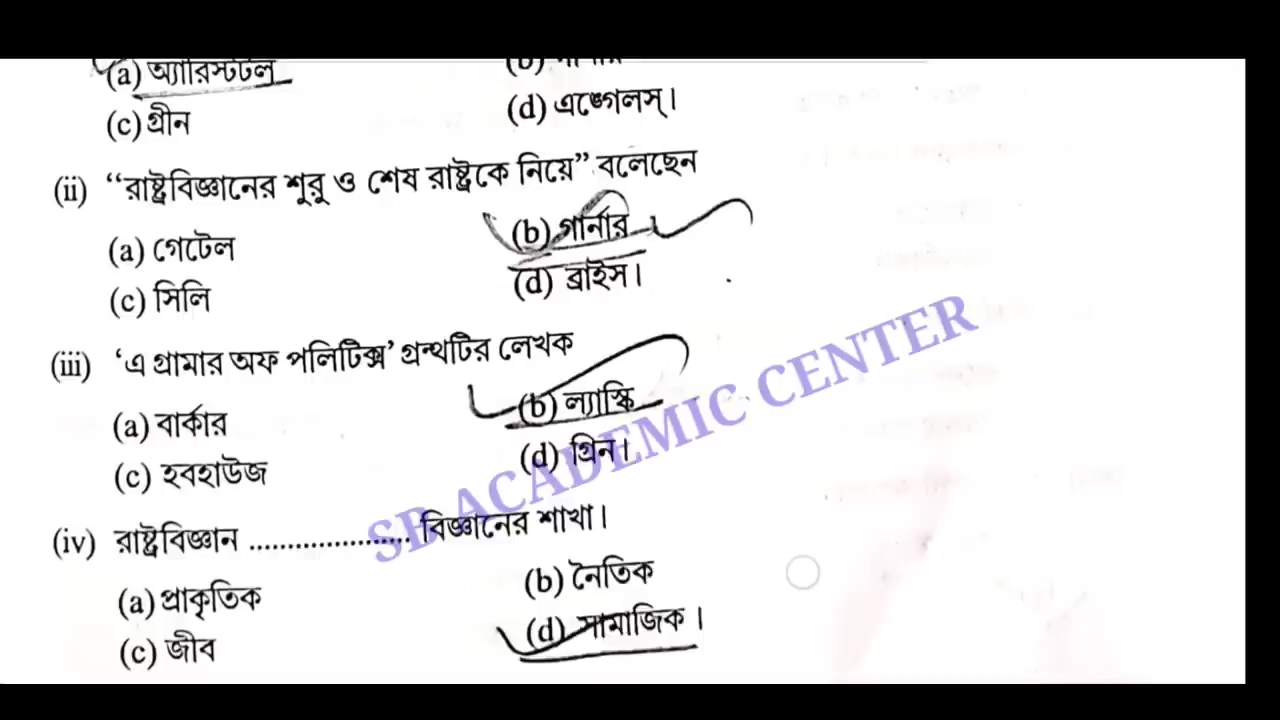 (a) অ্যারিস্টটল (b)
(c) গ্রীন (d) এঙ্গেলস্।
(ii) “রাষ্ট্রবিজ্ঞানের শুরু ও শেষ রাষ্ট্রকে নিয়ে” বলেছেন
(a) গেটেল (b) গার্নার
(c) সিলি (d) ব্রাইস।
(iii) ‘এ গ্রামার অফ পলিটিক্স’ গ্রন্থটির লেখক
(a) বার্কার (b) ল্যাস্কি
(c) হবহাউজ (d) গ্রিন।
(iv) রাষ্ট্রবিজ্ঞান ..................... বিজ্ঞানের শাখা।
(a) প্রাকৃতিক (b) নৈতিক
(c) জীব (d) সামাজিক।
SB ACADEMIC CENTER